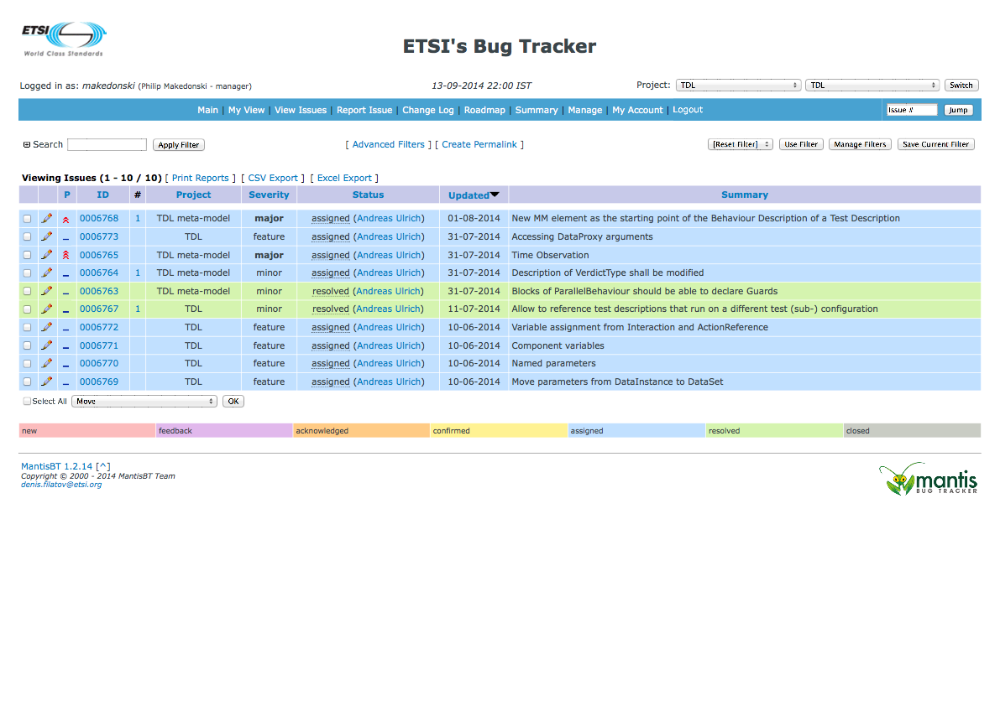 ETSI
World Class Standards
ETSI's Bug Tracker
Logged in as: makedonski (Philip Makedonski - manager) 13-09-2014 22:00 IST Project: TDL TDL Switch
Main | My View | View Issues | Report Issue | Change Log | Roadmap | Summary | Manage | My Account | Logout Issue # Jump
Search Apply Filter [ Advanced Filters ] [ Create Permalink ] [Reset Filter] Use Filter Manage Filters Save Current Filter
Viewing Issues (1 - 10 / 10) [ Print Reports ] [ CSV Export ] [ Excel Export ]
P ID # Project Severity Status Updated Summary
0006768 1 TDL meta-model major assigned (Andreas Ulrich) 01-08-2014 New MM element as the starting point of the Behaviour Description of a Test Description
0006773 TDL feature assigned (Andreas Ulrich) 31-07-2014 Accessing DataProxy arguments
0006765 TDL meta-model major assigned (Andreas Ulrich) 31-07-2014 Time Observation
0006764 1 TDL meta-model minor assigned (Andreas Ulrich) 31-07-2014 Description of VerdictType shall be modified
0006763 TDL meta-model minor resolved (Andreas Ulrich) 31-07-2014 Blocks of ParallelBehaviour should be able to declare Guards
0006767 1 TDL minor resolved (Andreas Ulrich) 11-07-2014 Allow to reference test descriptions that run on a different test (sub-) configuration
0006772 TDL feature assigned (Andreas Ulrich) 10-06-2014 Variable assignment from Interaction and ActionReference
0006771 TDL feature assigned (Andreas Ulrich) 10-06-2014 Component variables
0006770 TDL feature assigned (Andreas Ulrich) 10-06-2014 Named parameters
0006769 TDL feature assigned (Andreas Ulrich) 10-06-2014 Move parameters from DataInstance to DataSet
Select All Move OK
new feedback acknowledged confirmed assigned resolved closed
MantisBT 1.2.14 [^]
Copyright © 2000 - 2014 MantisBT Team
denis.filatov@etsi.org
mantis
BUG TRACKER